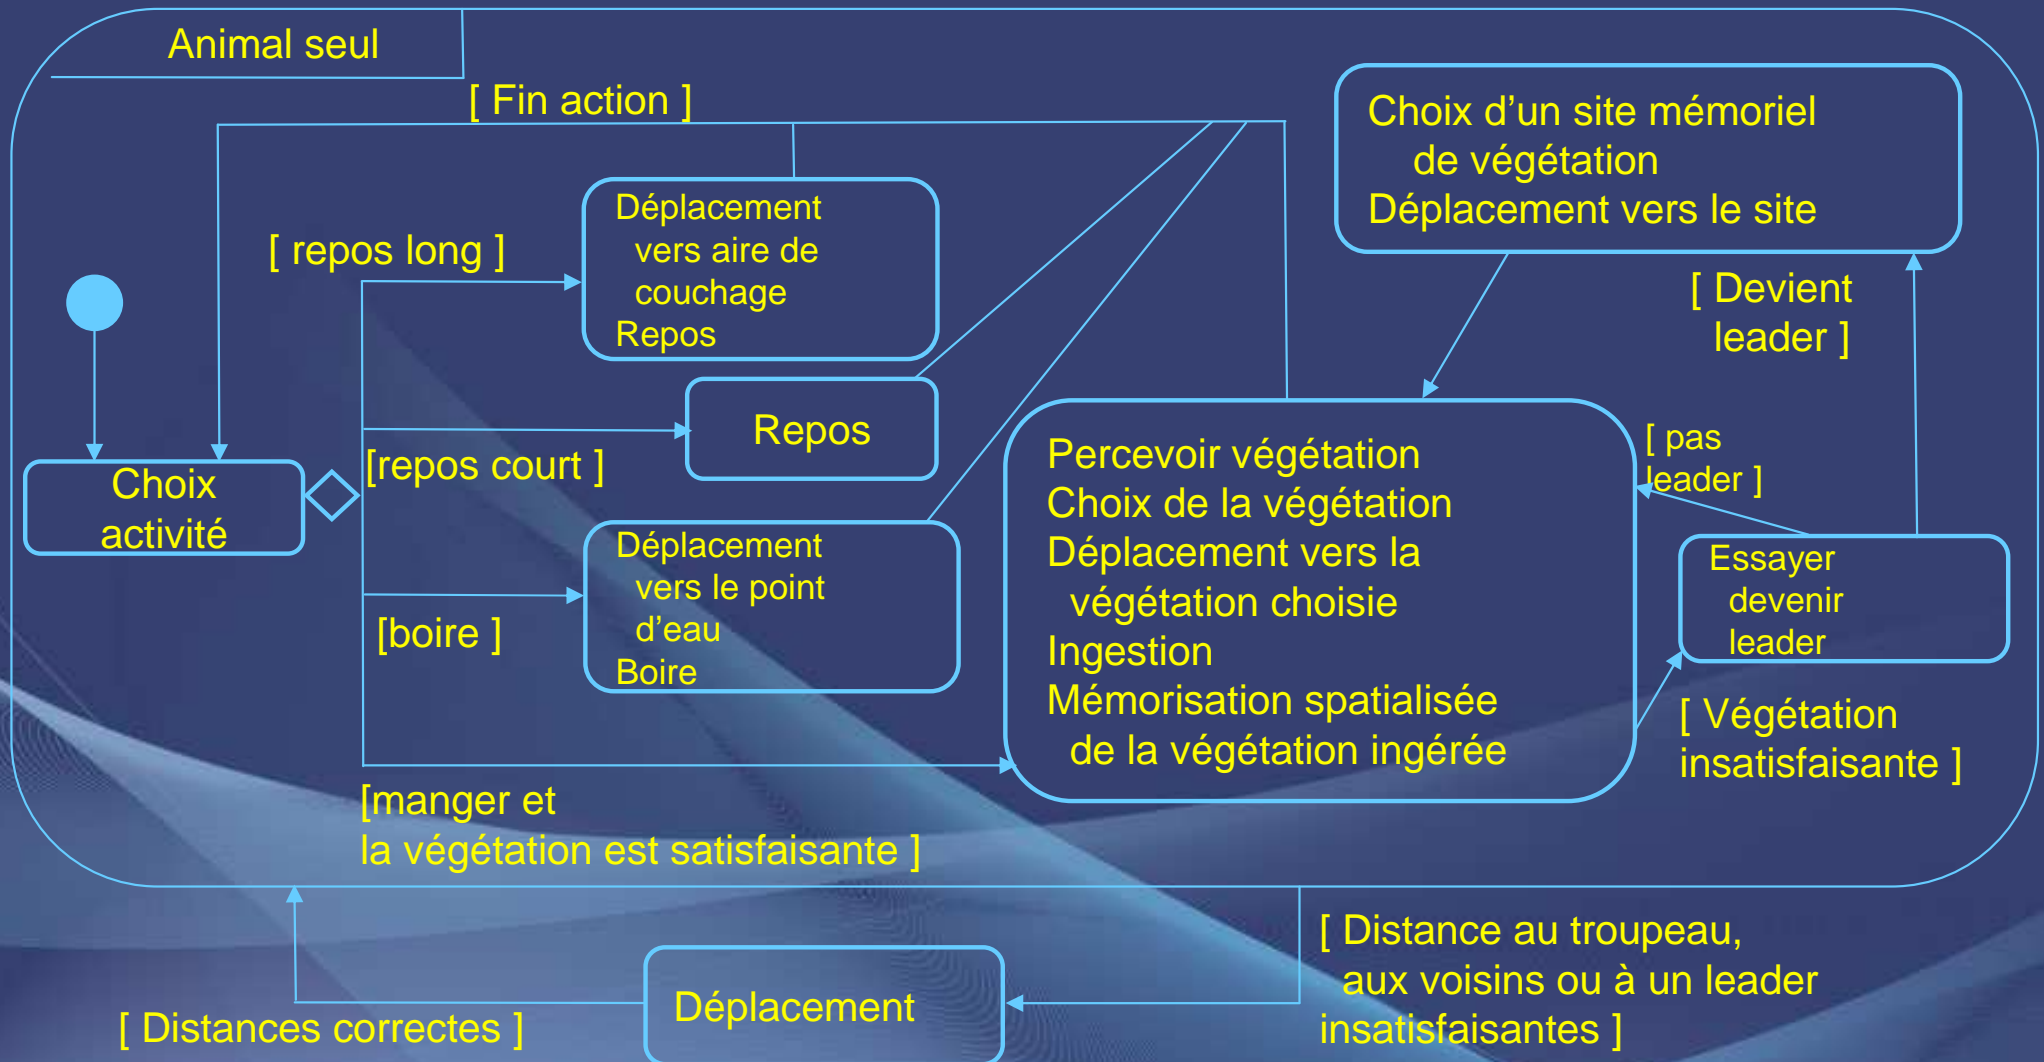 Animal seul
[ Fin action ]
Choix d’un site mémoriel
de végétation
Déplacement vers le site
Déplacement
vers aire de
couchage
Repos
[ repos long ]
[ Devient
leader ]
Repos
[repos court ]
Choix
activité
Percevoir végétation
Choix de la végétation
Déplacement vers la
végétation choisie
Ingestion
Mémorisation spatialisée
de la végétation ingérée
[ pas
leader ]
Déplacement
vers le point
d’eau
Boire
[boire ]
Essayer
devenir
leader
[ Végétation
insatisfaisante ]
[manger et
la végétation est satisfaisante ]
[ Distance au troupeau,
aux voisins ou à un leader
insatisfaisantes ]
Déplacement
[ Distances correctes ]